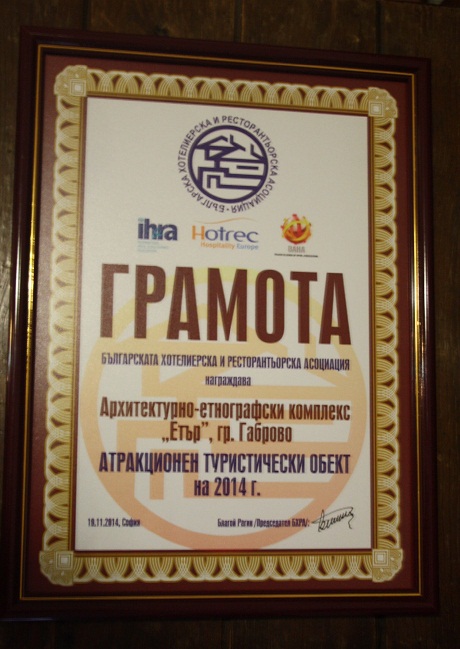 БЪЛГАРСКА ХОТЕЛИЕРСКА И РЕСТОРАНТЬОРСКА АСОЦИАЦИЯ
ihra
Hotrec
Hospitality Europe
ГРАМОТА
БЪЛГАРСКАТА ХОТЕЛИЕРСКА И РЕСТОРАНТЬОРСКА АСОЦИАЦИЯ
награждава
Архитектурно-етнографски комплекс
„Етър”, гр. Габрово
АТРАКЦИОНЕН ТУРИСТИЧЕСКИ ОБЕКТ
на 2014 г.
19.11.2014, София
Благой Рагин /Председател БХРА/: